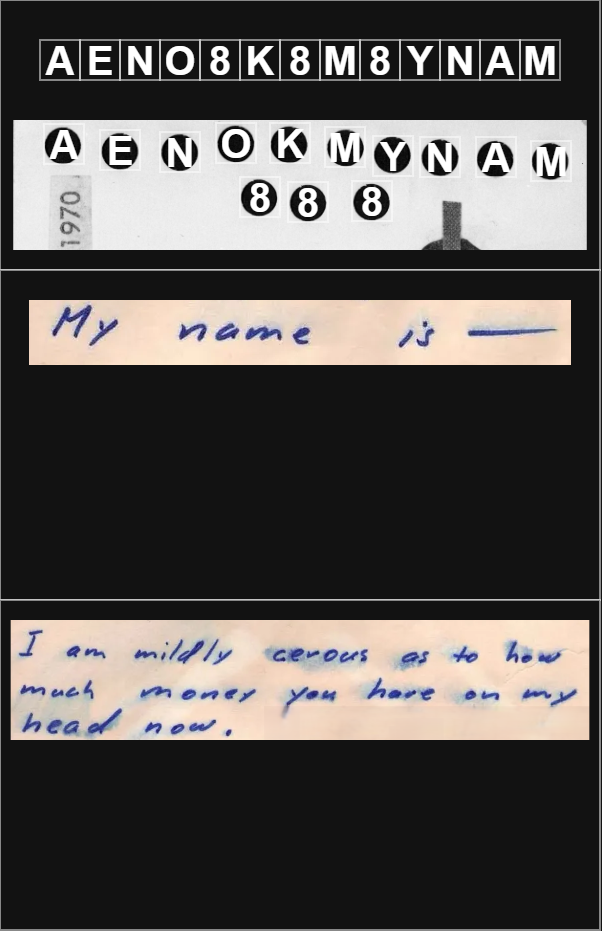 AENO8K8M8YNAM
A E N O K M Y N A M
8 8 8
1970
My name is —
I am mildly cerous as to how
much money you have on my
head now.